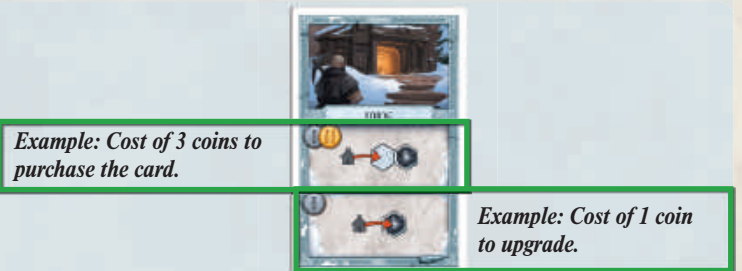 Example: Cost of 3 coins to
purchase the card.
Example: Cost of 1 coin
to upgrade.